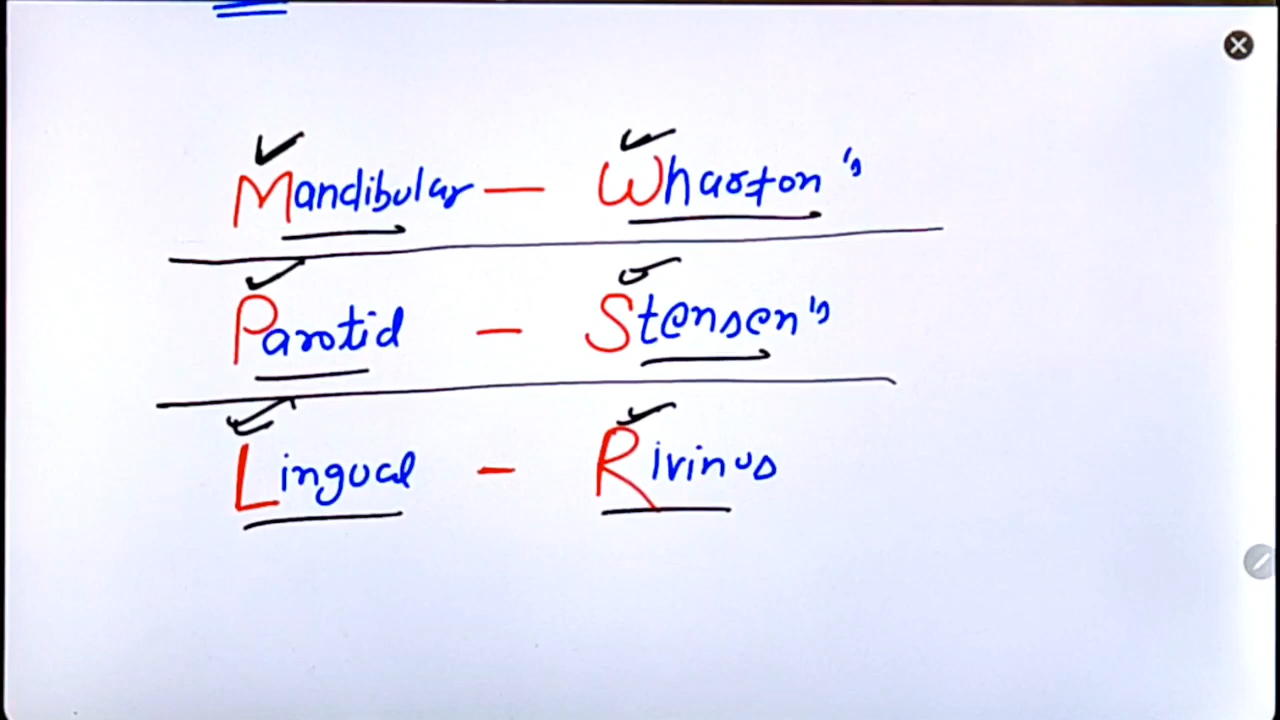 Mandibular — Wharton's
Parotid — Stensen's
Lingual — Rivinus